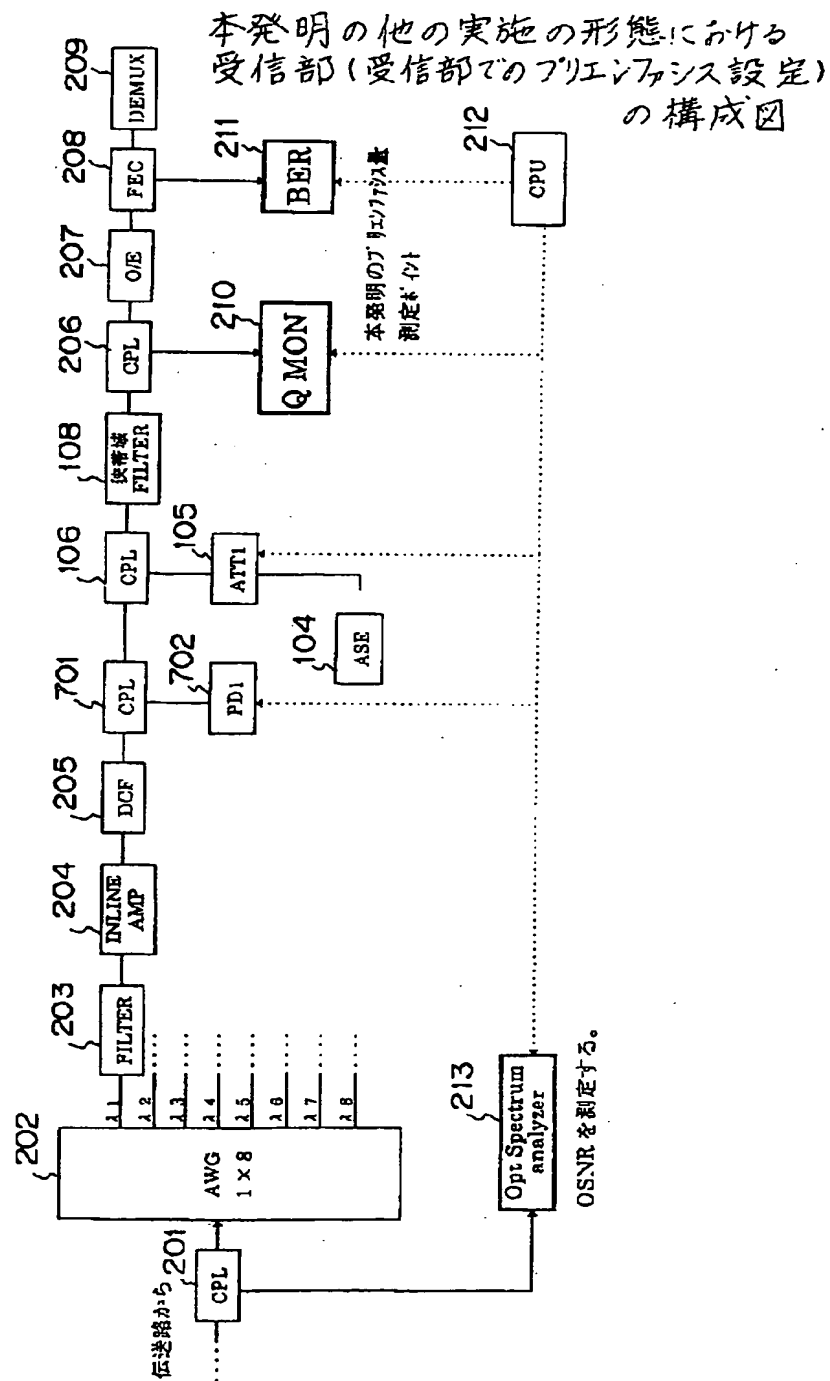 本発明の他の実施の形態における
受信部(受信部でのプリエンファシス設定)
の構成図
伝送路から
201
CPL
202
AWG
1×8
λ1
λ2
λ3
λ4
λ5
λ6
λ7
λ8
203
FILTER
204
INLINE
AMP
205
DCF
701
CPL
702
PD1
106
CPL
105
ATT1
104
ASE
108
狭帯域
FILTER
206
CPL
207
O/E
208
FEC
209
DEMUX
210
Q MON
211
BER
本発明のプリエンファシス量
測定ポイント
212
CPU
213
Opt Spectrum
analyzer
OSNRを測定する。